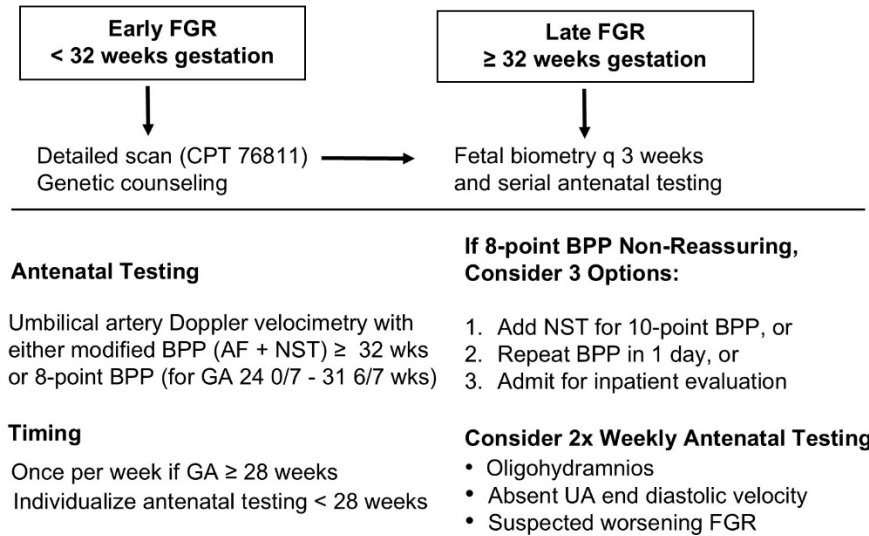 Early FGR
< 32 weeks gestation
Late FGR
≥ 32 weeks gestation
Detailed scan (CPT 76811)
Genetic counseling
Fetal biometry q 3 weeks
and serial antenatal testing
Antenatal Testing
Umbilical artery Doppler velocimetry with
either modified BPP (AF + NST) ≥ 32 wks
or 8-point BPP (for GA 24 0/7 - 31 6/7 wks)
Timing
Once per week if GA ≥ 28 weeks
Individualize antenatal testing < 28 weeks
If 8-point BPP Non-Reassuring,
Consider 3 Options:
1. Add NST for 10-point BPP, or
2. Repeat BPP in 1 day, or
3. Admit for inpatient evaluation
Consider 2x Weekly Antenatal Testing
• Oligohydramnios
• Absent UA end diastolic velocity
• Suspected worsening FGR